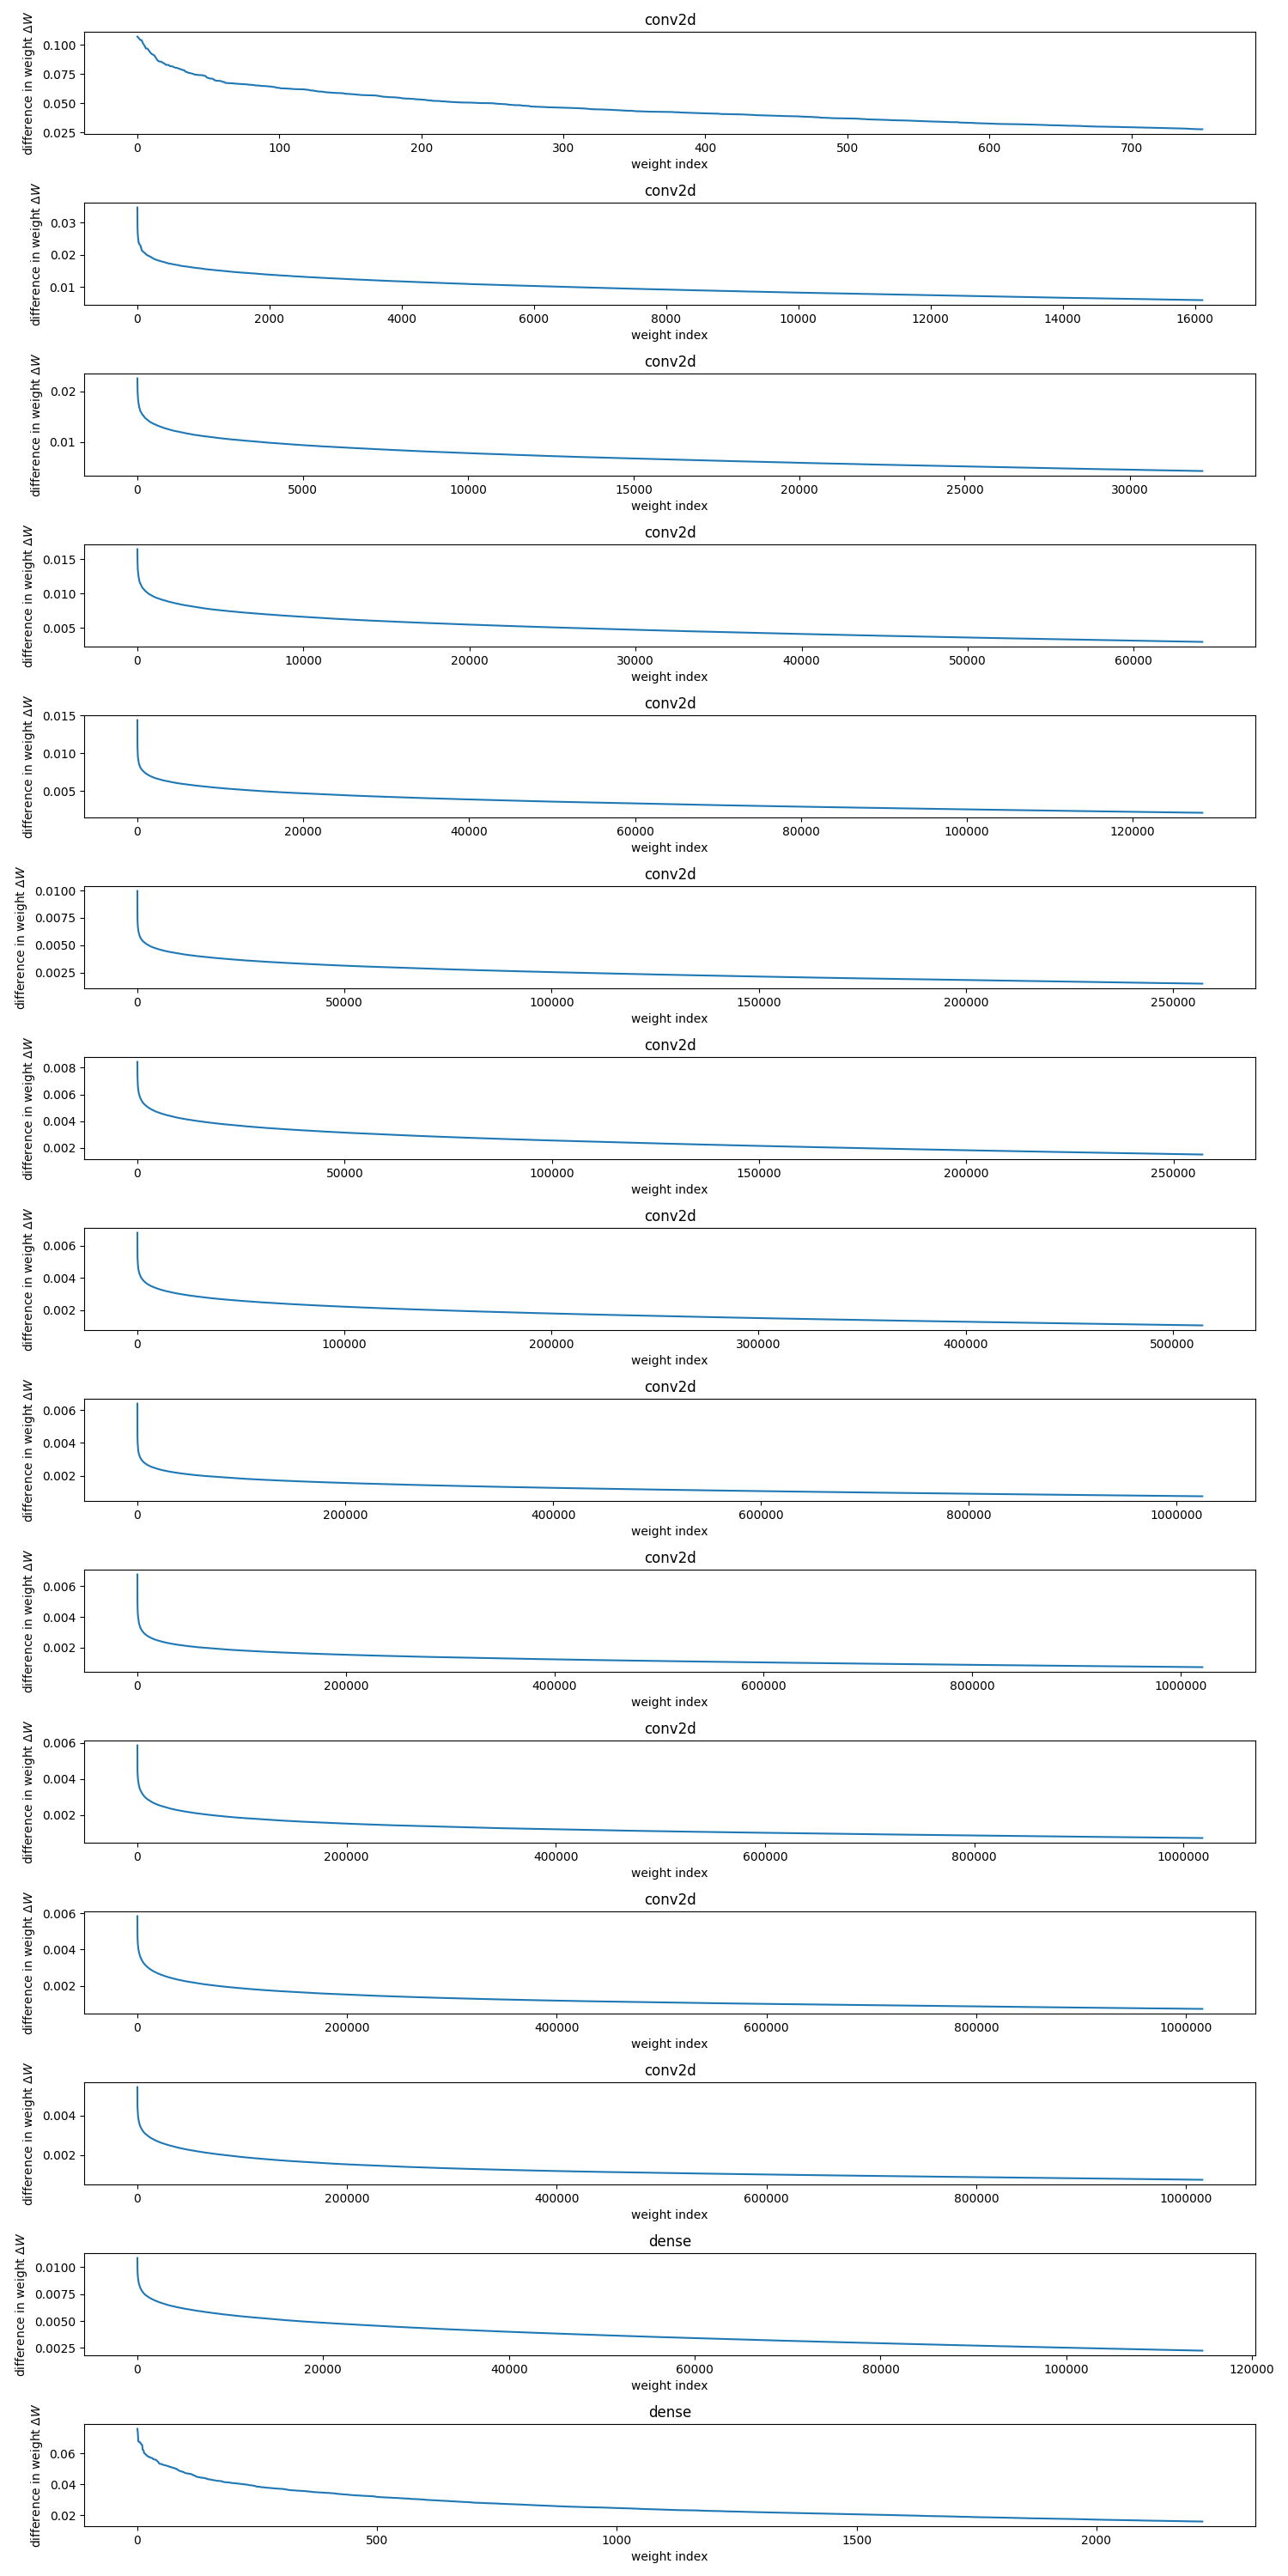 conv2d
difference in weight ΔW
0.100
0.075
0.050
0.025
0 100 200 300 400 500 600 700
weight index
conv2d
difference in weight ΔW
0.03
0.02
0.01
0 2000 4000 6000 8000 10000 12000 14000 16000
weight index
conv2d
difference in weight ΔW
0.02
0.01
0 5000 10000 15000 20000 25000 30000
weight index
conv2d
difference in weight ΔW
0.015
0.010
0.005
0 10000 20000 30000 40000 50000 60000
weight index
conv2d
difference in weight ΔW
0.015
0.010
0.005
0 20000 40000 60000 80000 100000 120000
weight index
conv2d
difference in weight ΔW
0.0100
0.0075
0.0050
0.0025
0 50000 100000 150000 200000 250000
weight index
conv2d
difference in weight ΔW
0.008
0.006
0.004
0.002
0 50000 100000 150000 200000 250000
weight index
conv2d
difference in weight ΔW
0.006
0.004
0.002
0 100000 200000 300000 400000 500000
weight index
conv2d
difference in weight ΔW
0.006
0.004
0.002
0 200000 400000 600000 800000 1000000
weight index
conv2d
difference in weight ΔW
0.006
0.004
0.002
0 200000 400000 600000 800000 1000000
weight index
conv2d
difference in weight ΔW
0.006
0.004
0.002
0 200000 400000 600000 800000 1000000
weight index
conv2d
difference in weight ΔW
0.006
0.004
0.002
0 200000 400000 600000 800000 1000000
weight index
conv2d
difference in weight ΔW
0.004
0.002
0 200000 400000 600000 800000 1000000
weight index
dense
difference in weight ΔW
0.0100
0.0075
0.0050
0.0025
0 20000 40000 60000 80000 100000 120000
weight index
dense
difference in weight ΔW
0.06
0.04
0.02
0 500 1000 1500 2000
weight index